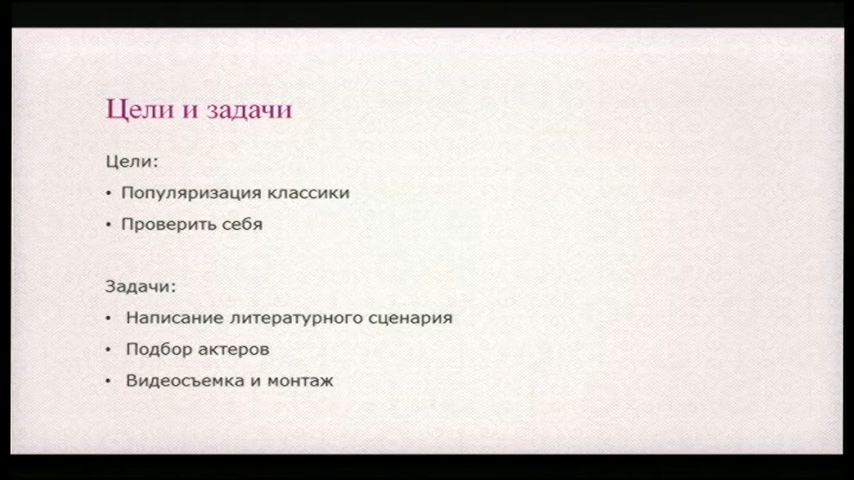 Цели и задачи
Цели:
• Популяризация классики
• Проверить себя
Задачи:
• Написание литературного сценария
• Подбор актеров
• Видеосъемка и монтаж